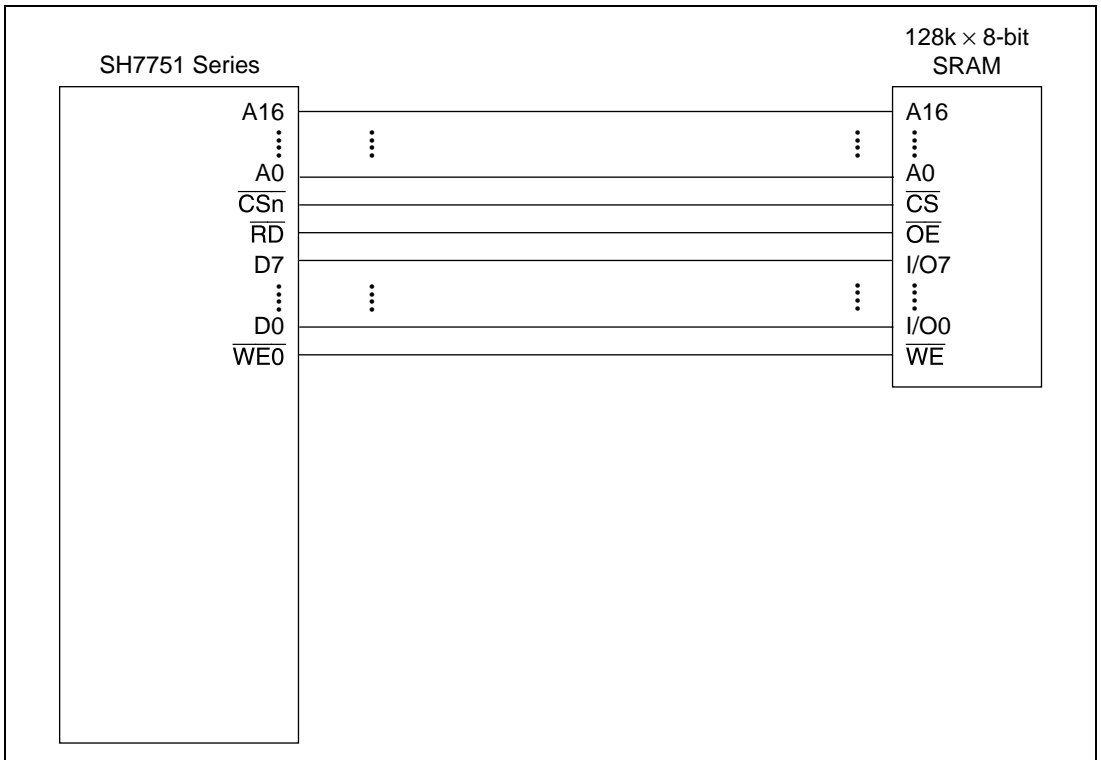 SH7751 Series
128k × 8-bit
SRAM
A16 A16
A0 A0
CSn CS
RD OE
D7 I/O7
D0 I/O0
WE0 WE